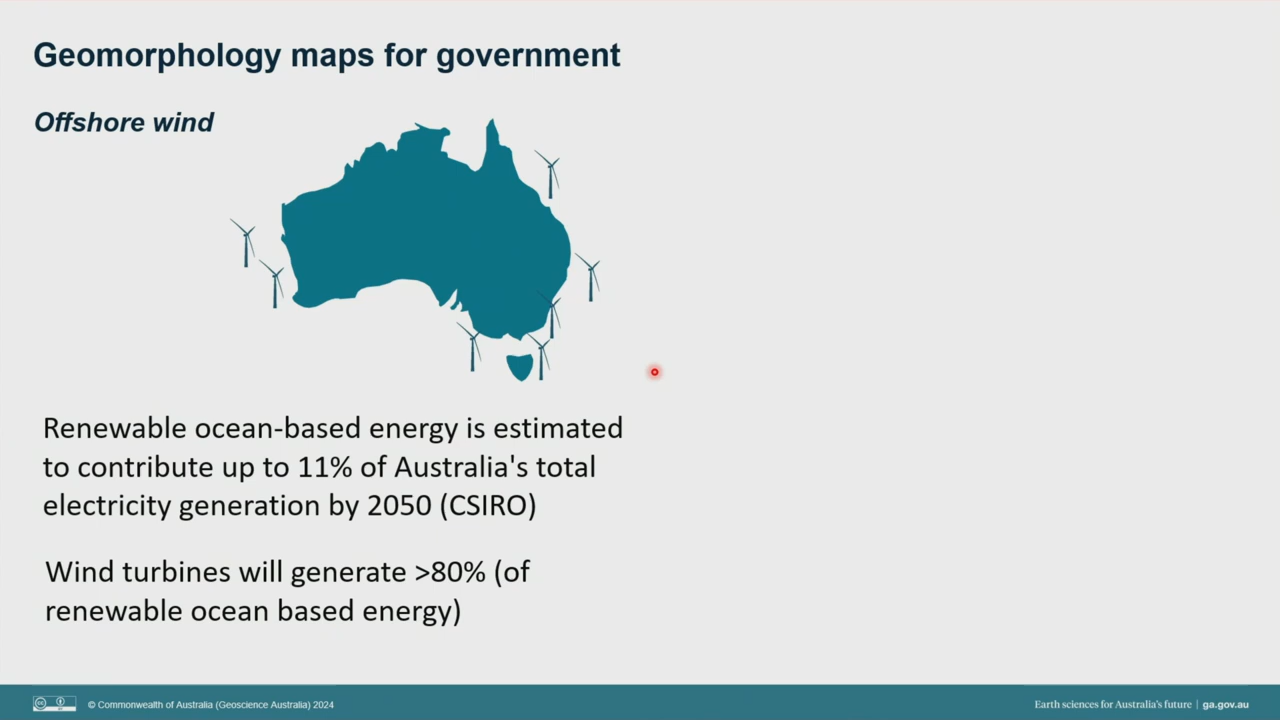 Geomorphology maps for government
Offshore wind
Renewable ocean-based energy is estimated
to contribute up to 11% of Australia's total
electricity generation by 2050 (CSIRO)
Wind turbines will generate >80% (of
renewable ocean based energy)
© Commonwealth of Australia (Geoscience Australia) 2024
Earth sciences for Australia's future | ga.gov.au